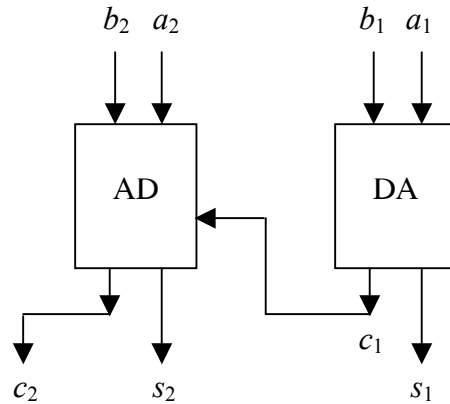 b₂ a₂ b₁ a₁
AD DA
c₁
c₂ s₂ s₁